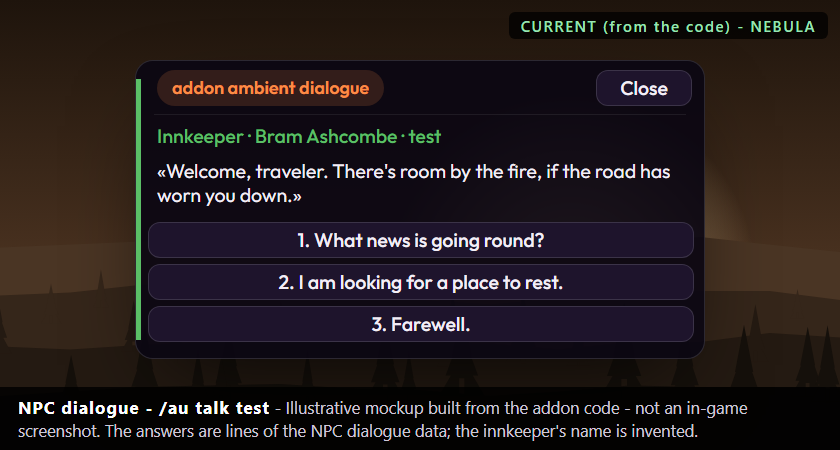 CURRENT (from the code) - NEBULA
addon ambient dialogue
Close
Innkeeper · Bram Ashcombe · test
«Welcome, traveler. There's room by the fire, if the road has
worn you down.»
1. What news is going round?
2. I am looking for a place to rest.
3. Farewell.
NPC dialogue - /au talk test - Illustrative mockup built from the addon code - not an in-game
screenshot. The answers are lines of the NPC dialogue data; the innkeeper's name is invented.